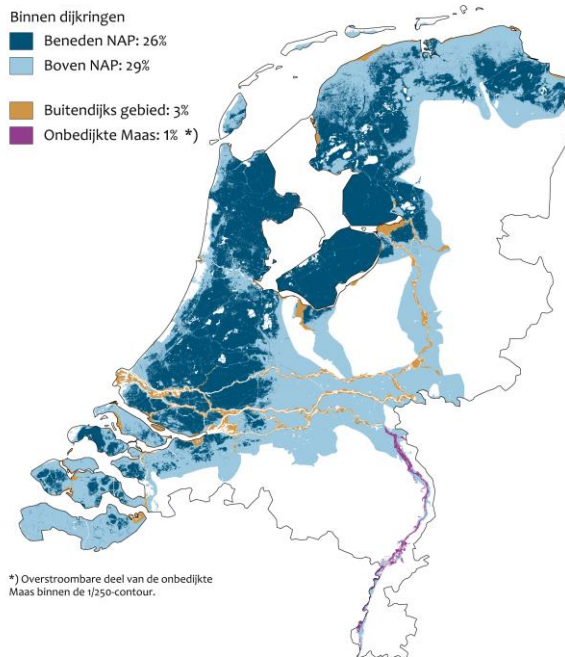 Binnen dijkringen
Beneden NAP: 26%
Boven NAP: 29%
Buitendijks gebied: 3%
Onbedijkte Maas: 1% *)
*) Overstroombare deel van de onbedijkte
Maas binnen de 1/250-contour.